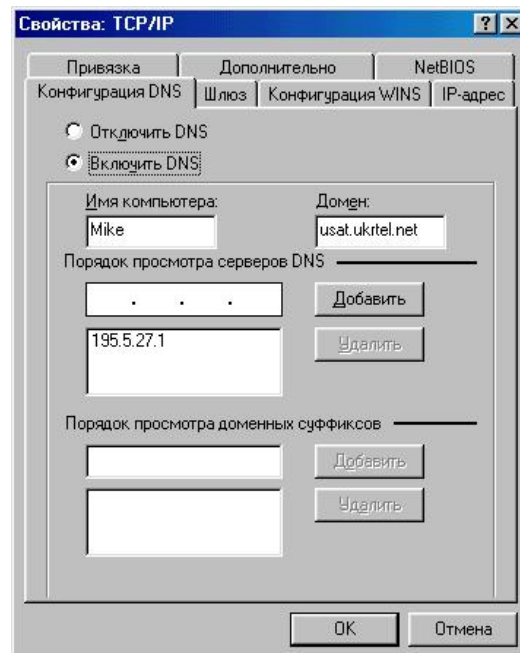 Свойства: TCP/IP
Привязка Дополнительно NetBIOS
Конфигурация DNS Шлюз Конфигурация WINS IP-адрес
Отключить DNS
Включить DNS
Имя компьютера: Домен:
Mike usat.ukrtel.net
Порядок просмотра серверов DNS
. . . Добавить
195.5.27.1 Удалить
Порядок просмотра доменных суффиксов
Добавить
Удалить
OK Отмена